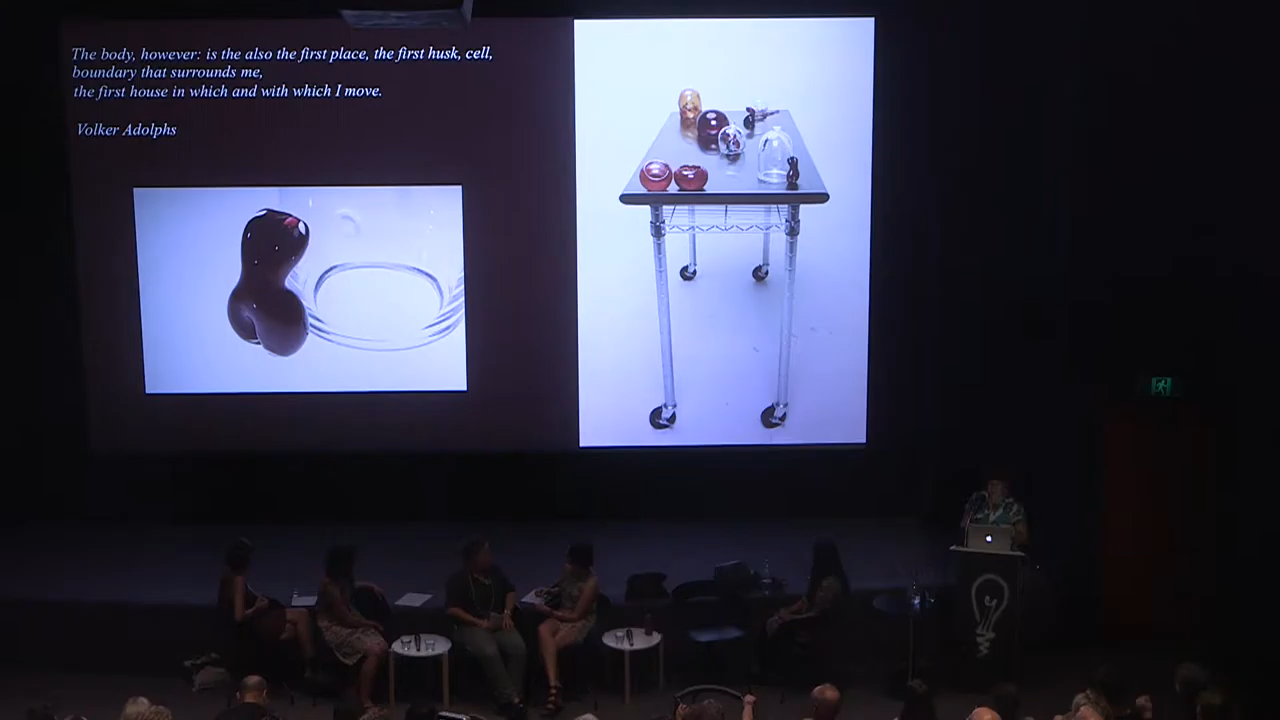 The body, however: is the also the first place, the first husk, cell,
boundary that surrounds me,
the first house in which and with which I move.
Volker Adolphs